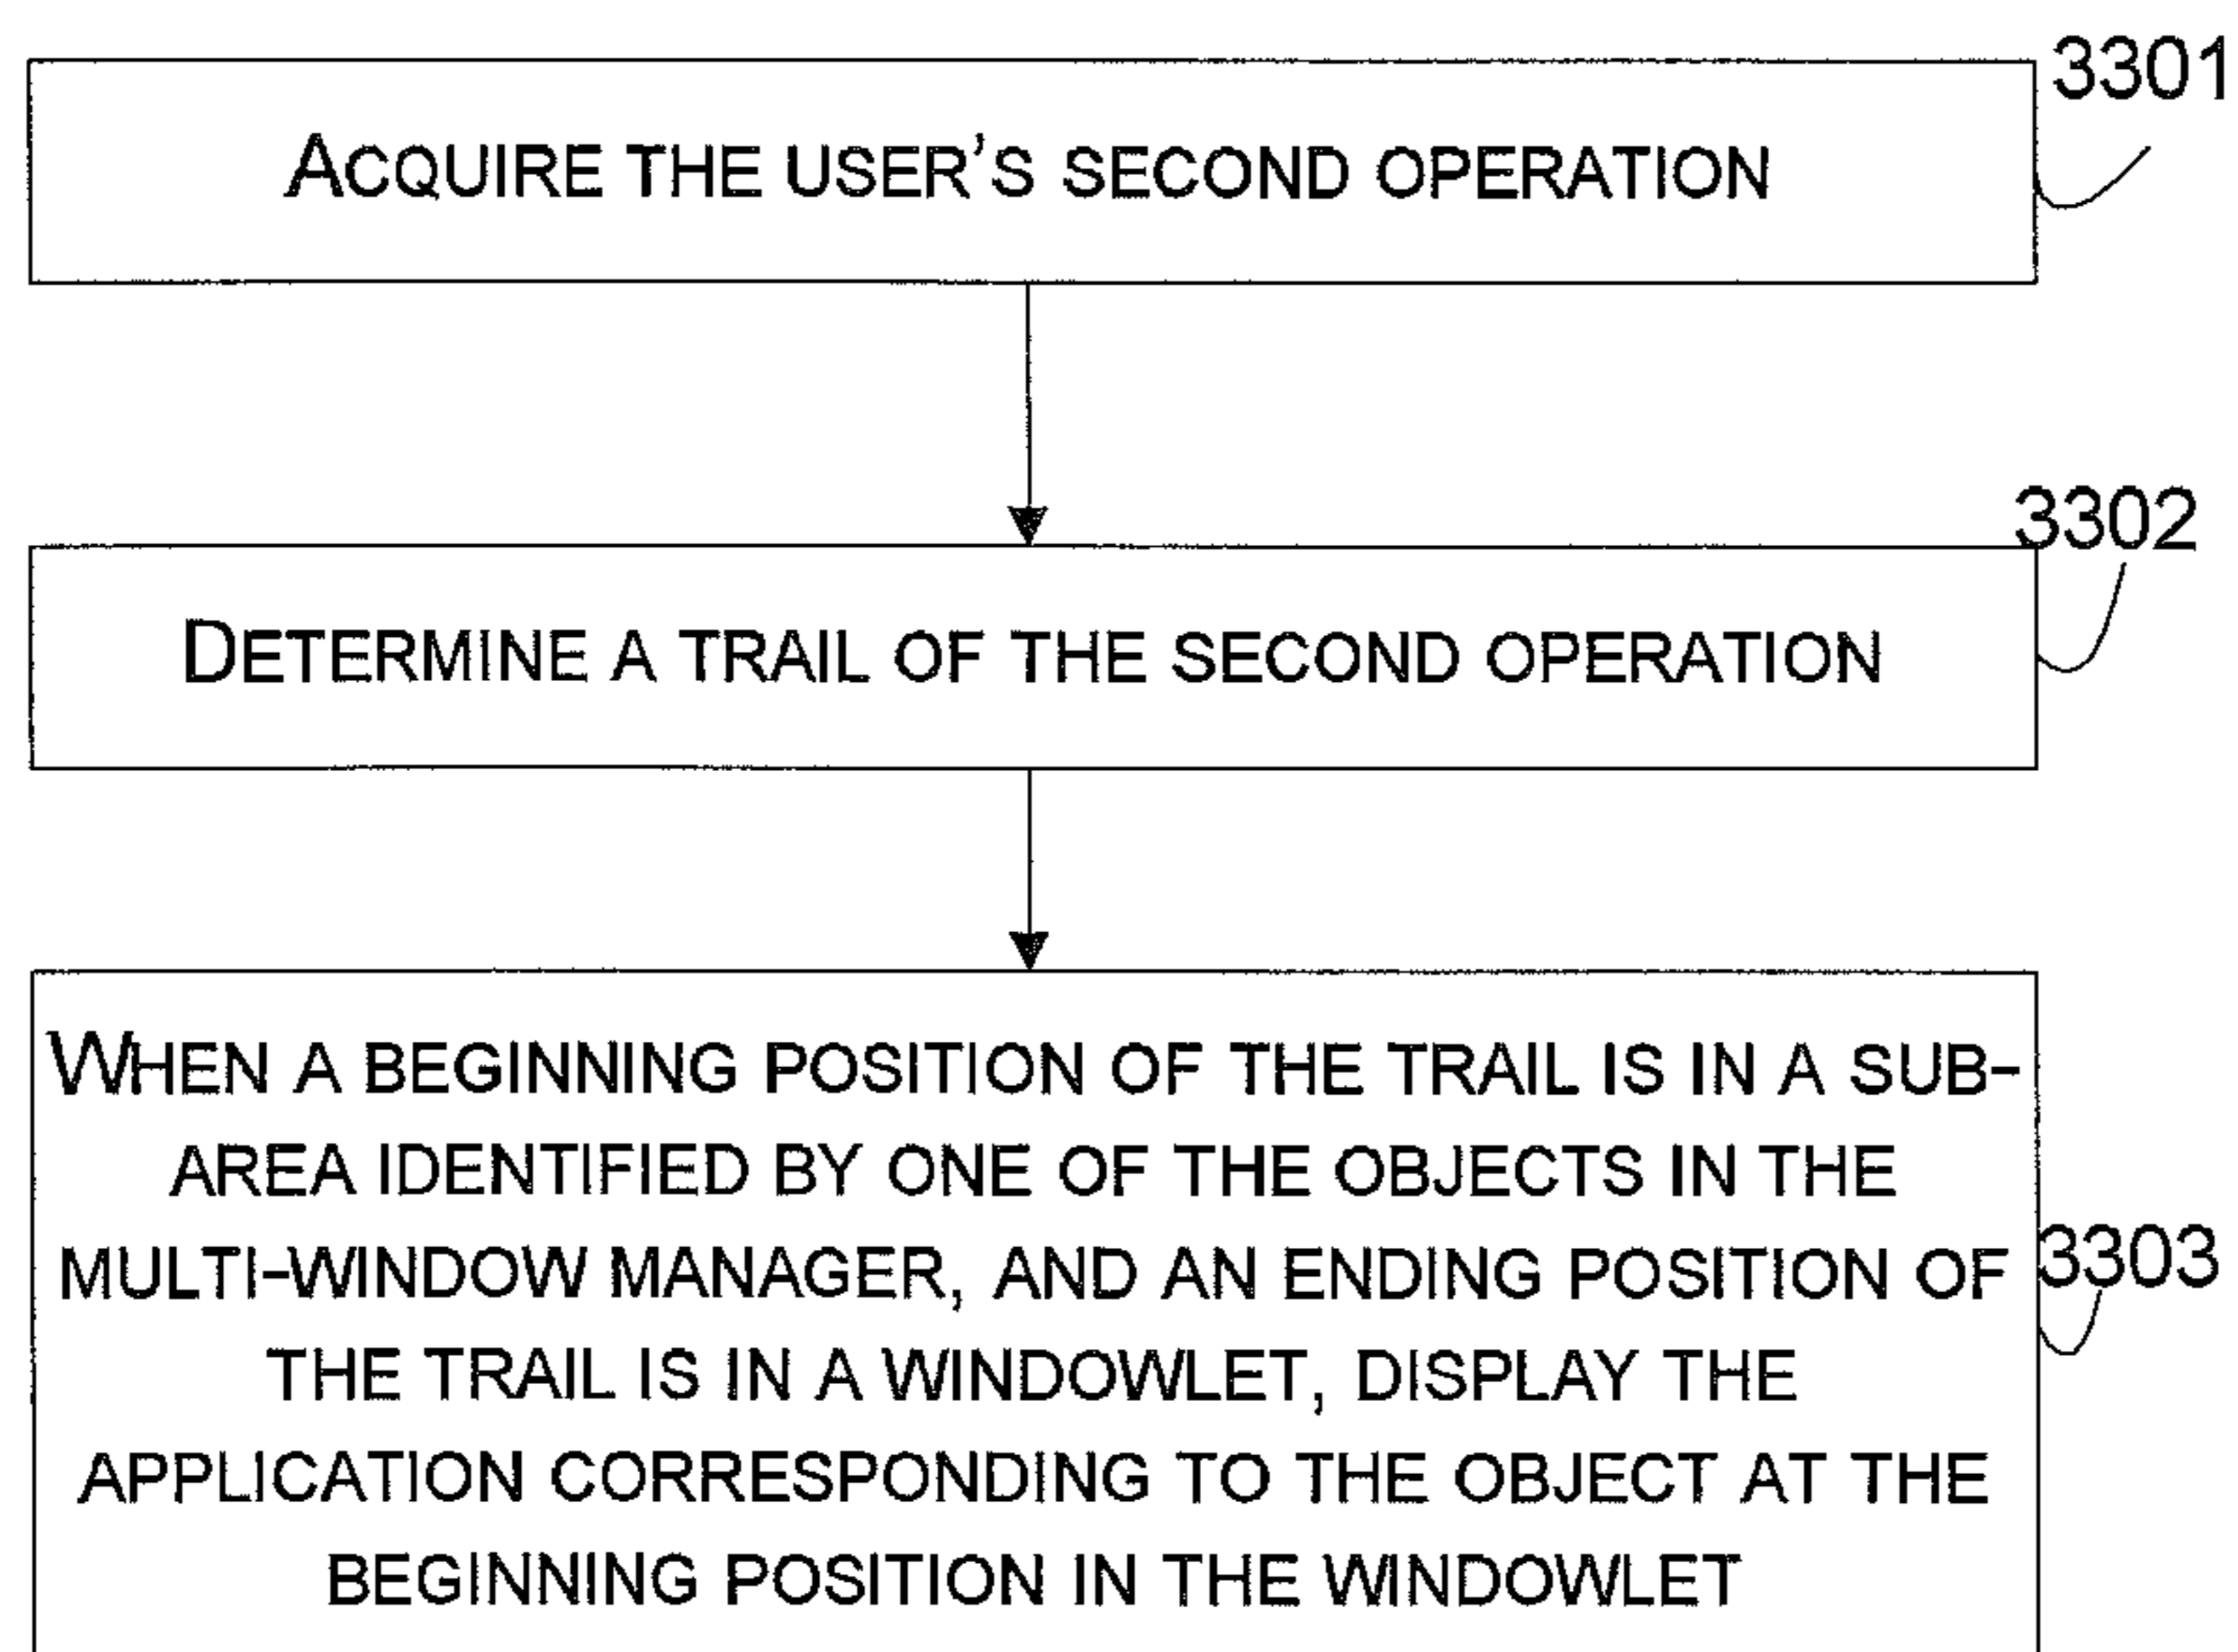 3301
ACQUIRE THE USER'S SECOND OPERATION
3302
DETERMINE A TRAIL OF THE SECOND OPERATION
WHEN A BEGINNING POSITION OF THE TRAIL IS IN A SUB-
AREA IDENTIFIED BY ONE OF THE OBJECTS IN THE
MULTI-WINDOW MANAGER, AND AN ENDING POSITION OF
3303
THE TRAIL IS IN A WINDOWLET, DISPLAY THE
APPLICATION CORRESPONDING TO THE OBJECT AT THE
BEGINNING POSITION IN THE WINDOWLET